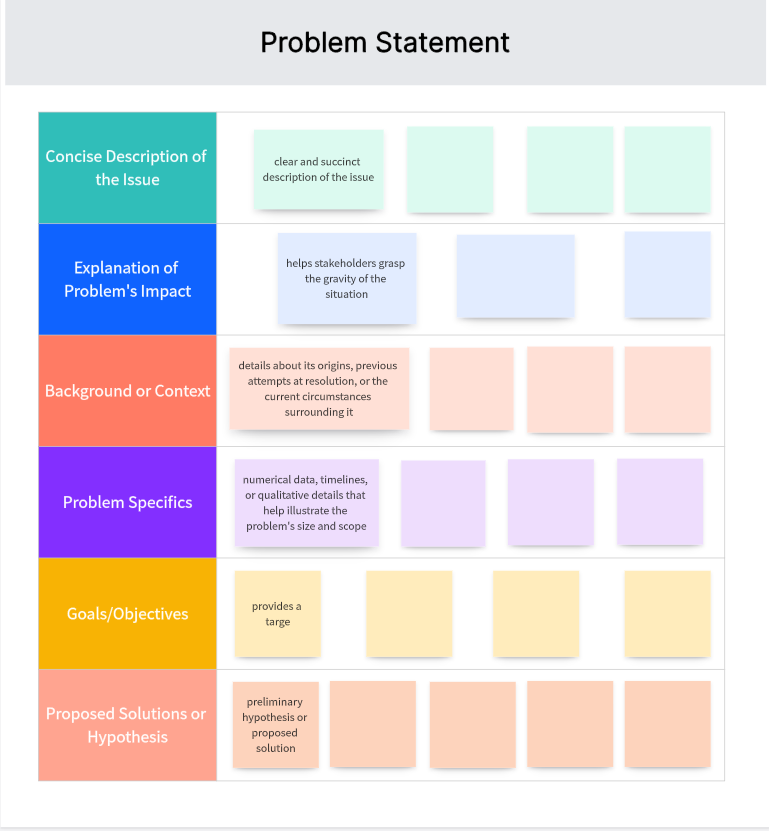 Problem Statement
Concise Description of
the Issue
clear and succinct
description of the issue
Explanation of
Problem's Impact
helps stakeholders grasp
the gravity of the
situation
Background or Context
details about its origins, previous
attempts at resolution, or the
current circumstances
surrounding it
Problem Specifics
numerical data, timelines,
or qualitative details that
help illustrate the
problem's size and scope
Goals/Objectives
provides a
targe
Proposed Solutions or
Hypothesis
preliminary
hypothesis or
proposed
solution